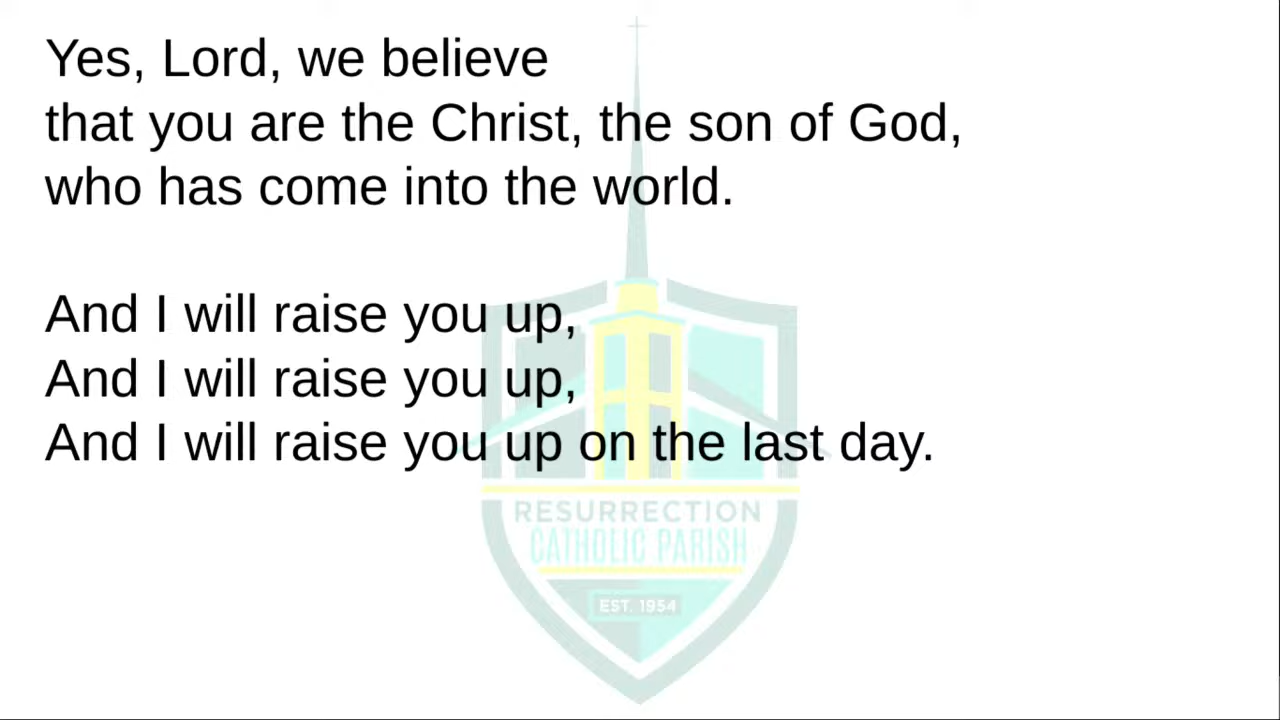 Yes, Lord, we believe
that you are the Christ, the son of God,
who has come into the world.
And I will raise you up,
And I will raise you up,
And I will raise you up on the last day.
RESURRECTION
CATHOLIC PARISH
EST. 1954